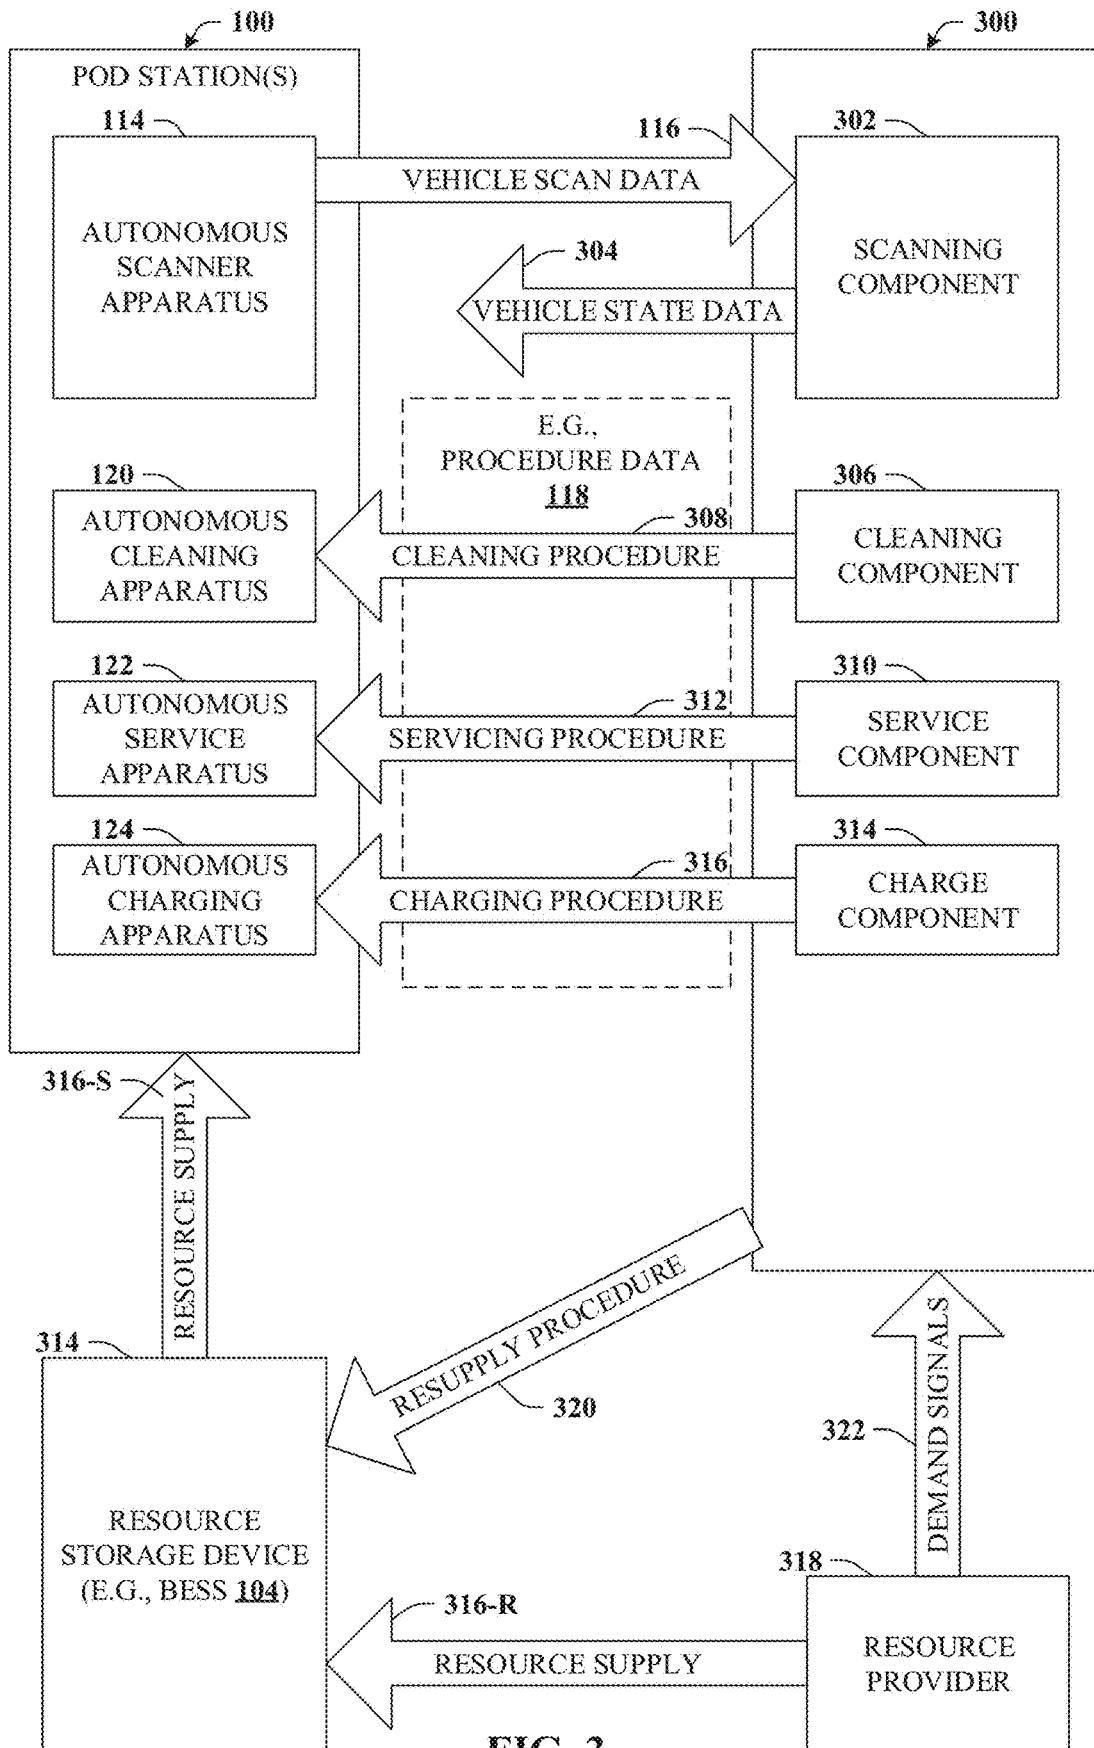 100
300
POD STATION(S)
114
116
302
VEHICLE SCAN DATA
AUTONOMOUS
SCANNER
APPARATUS
304
SCANNING
COMPONENT
VEHICLE STATE DATA
E.G.,
PROCEDURE DATA
118
120
306
AUTONOMOUS
CLEANING
APPARATUS
308
CLEANING PROCEDURE
CLEANING
COMPONENT
122
310
AUTONOMOUS
SERVICE
APPARATUS
312
SERVICING PROCEDURE
SERVICE
COMPONENT
124
314
AUTONOMOUS
CHARGING
APPARATUS
316
CHARGING PROCEDURE
CHARGE
COMPONENT
316-S
RESOURCE SUPPLY
RESUPPLY PROCEDURE
320
314
322
DEMAND SIGNALS
RESOURCE
STORAGE DEVICE
(E.G., BESS 104)
318
316-R
RESOURCE SUPPLY
RESOURCE
PROVIDER